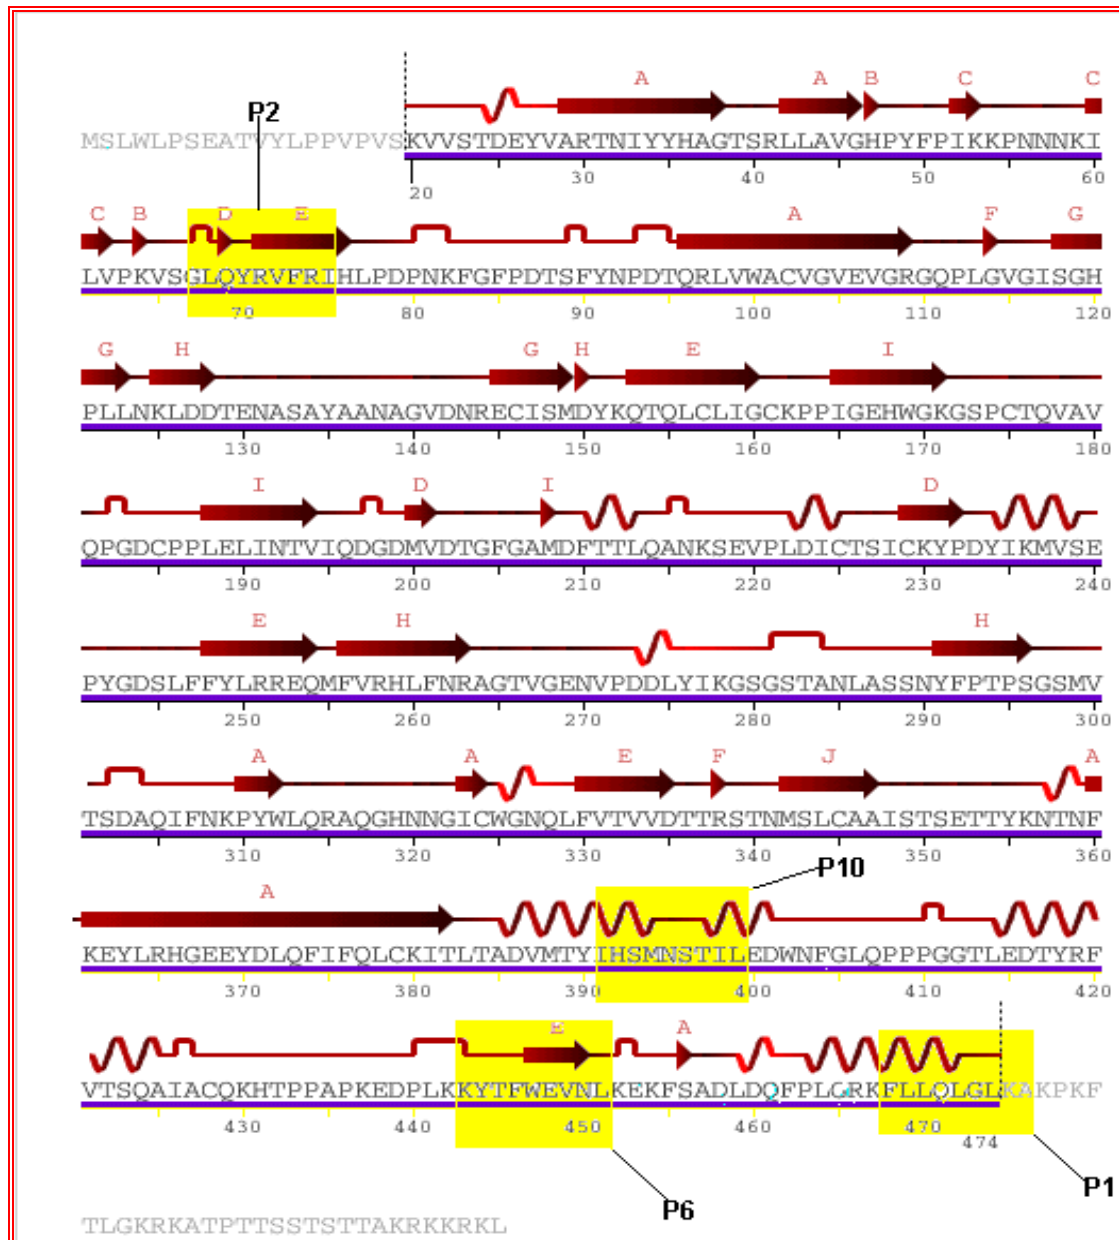 A A B C C
P2
MSLWLPSEATVYLPPVPVSKVVSTDEYVARTNIYYHAGTSRLLAVGHPYFPIKKPNNNKI
20 30 40 50 60
C B D E A F G
LVPKVSGLQYRVFRIHLPDPNKFGFPDTSFYNPDTQRLVWACVGVEVGRGQPLGVGISGH
70 80 90 100 110 120
G H G H E I
PLLNKLDDTENASAYAANAGVDNRECISMDYKQTQLCLIGCKPPIGEHWGKGSPCTQVAV
130 140 150 160 170 180
I D I D
QPGDCPPLELINTVIQDGDMVDTGFGAMDFTTLQANKSEVPLDICTSICKYPDYIKMVSE
190 200 210 220 230 240
E H H
PYGDSLFFYLRREQMFVRHLFNRAGTVGENVPDDLYIKGSGSTANLASSNYFPTPSGSMV
250 260 270 280 290 300
A A E F J A
TSDAQIFNKPYWLQRAQGHNNGICWGNQLFVTVVDTTRSTNMSLCAAISTSETTYKNTNF
310 320 330 340 350 360
P10
A
KEYLRHGEEYDLQFIFQLCKITLTADVMTYIHSMNSTILEDWNFGLQPPPGGTLEDTYRF
370 380 390 400 410 420
E A
VTSQAIACQKHTPPAPKEDPLKKYTFWEVNLKEKFSADLDQFPLGRKFLLQLGLKAKPKF
430 440 450 460 470 474
P1
P6
TLGKRKATPTTSSTSTTAKRKKRKL